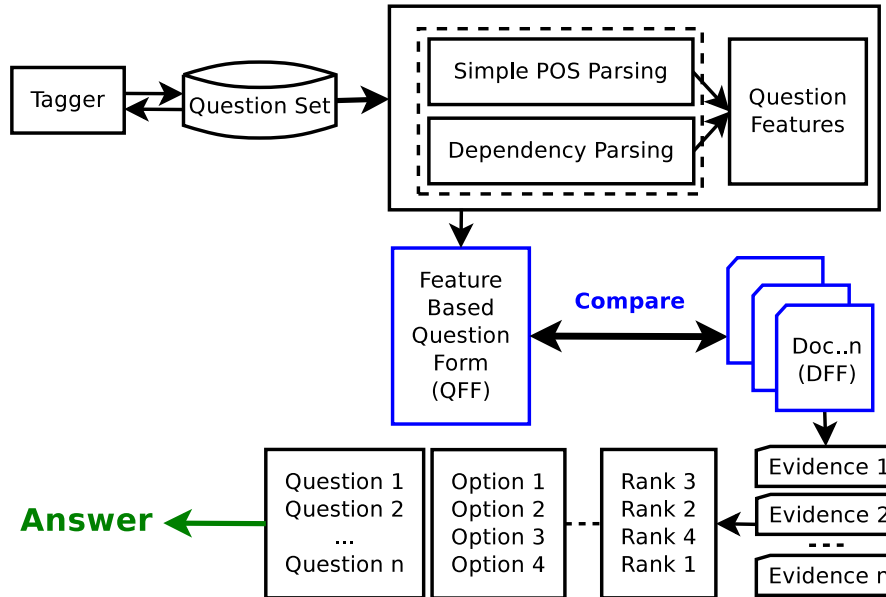 Tagger
Question Set
Simple POS Parsing
Dependency Parsing
Question
Features
Feature
Based
Question
Form
(QFF)
Compare
Doc..n
(DFF)
Evidence 1
Evidence 2
Evidence n
Rank 3
Rank 2
Rank 4
Rank 1
Option 1
Option 2
Option 3
Option 4
Question 1
Question 2
...
Question n
Answer